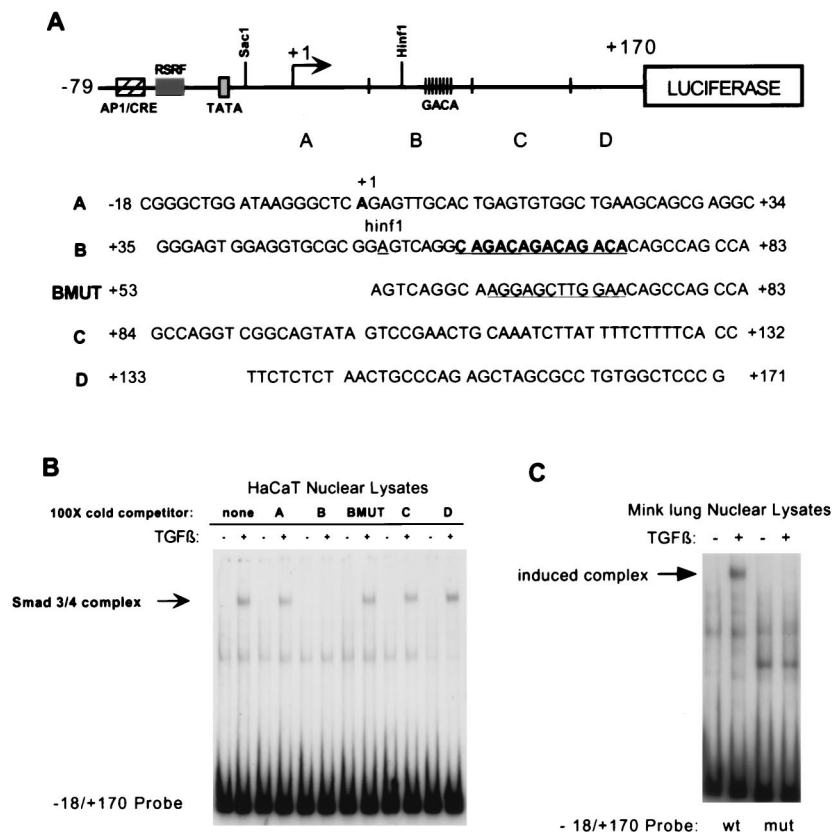 A
-79
AP1/CRE
RSRF
TATA
Sac1
+1
Hinf1
GACA
+170
LUCIFERASE
A B C D
+1
A -18 CGGGCTGG ATAAGGGCTC AGAGTTGCAC TGAGTGTGGC TGAAGCAGCG AGGC +34
hinf1
B +35 GGGAGT GGAGGTGCGC GGAGTCAGGC AGACAGACAG ACACAGCCAG CCA +83
BMUT +53 AGTCAGGC AAGGAGCTTG GAACAGCCAG CCA +83
C +84 GCCAGGT CGGCAGTATA GTCCGAACTG CAAATCTTAT TTTCTTTTCA CC +132
D +133 TTCTCTCT AACTGCCCAG AGCTAGCGCC TGTGGCTCCC G +171
B
HaCaT Nuclear Lysates
100X cold competitor: none A B BMUT C D
TGFß: - + - + - + - + - + - +
Smad 3/4 complex
-18/+170 Probe
C
Mink lung Nuclear Lysates
TGFß: - + - +
induced complex
- 18/+170 Probe: wt mut